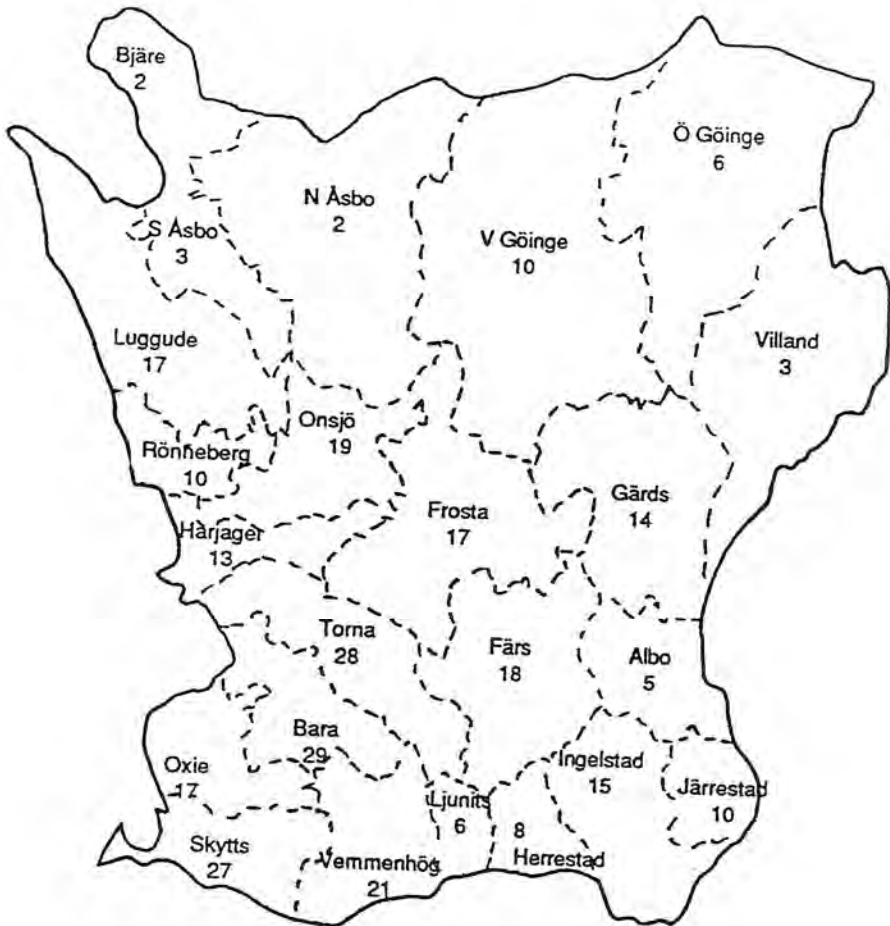 Bjäre
2
Ö Göinge
6
N Åsbo
2
S Åsbo
3
V Göinge
10
Luggude
17
Villand
3
Onsjö
19
Rönneberg
10
Gärds
14
Frosta
17
Harjager
13
Torna
28
Färs
18
Albo
5
Bara
29
Oxie
17
Ingelstad
15
Järrestad
10
Ljunits
6
8
Herrestad
Skytts
27
Vemmenhög
21